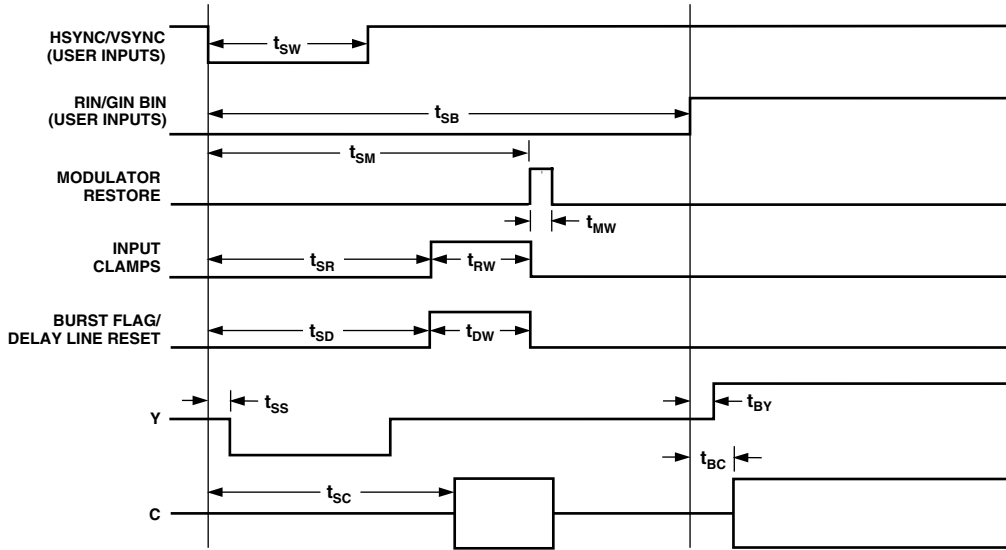 HSYNC/VSYNC
(USER INPUTS)
tSW
RIN/GIN BIN
(USER INPUTS)
tSB
tSM
MODULATOR
RESTORE
tMW
INPUT
CLAMPS
tSR
tRW
BURST FLAG/
DELAY LINE RESET
tSD
tDW
tSS
Y
tBY
tBC
tSC
C